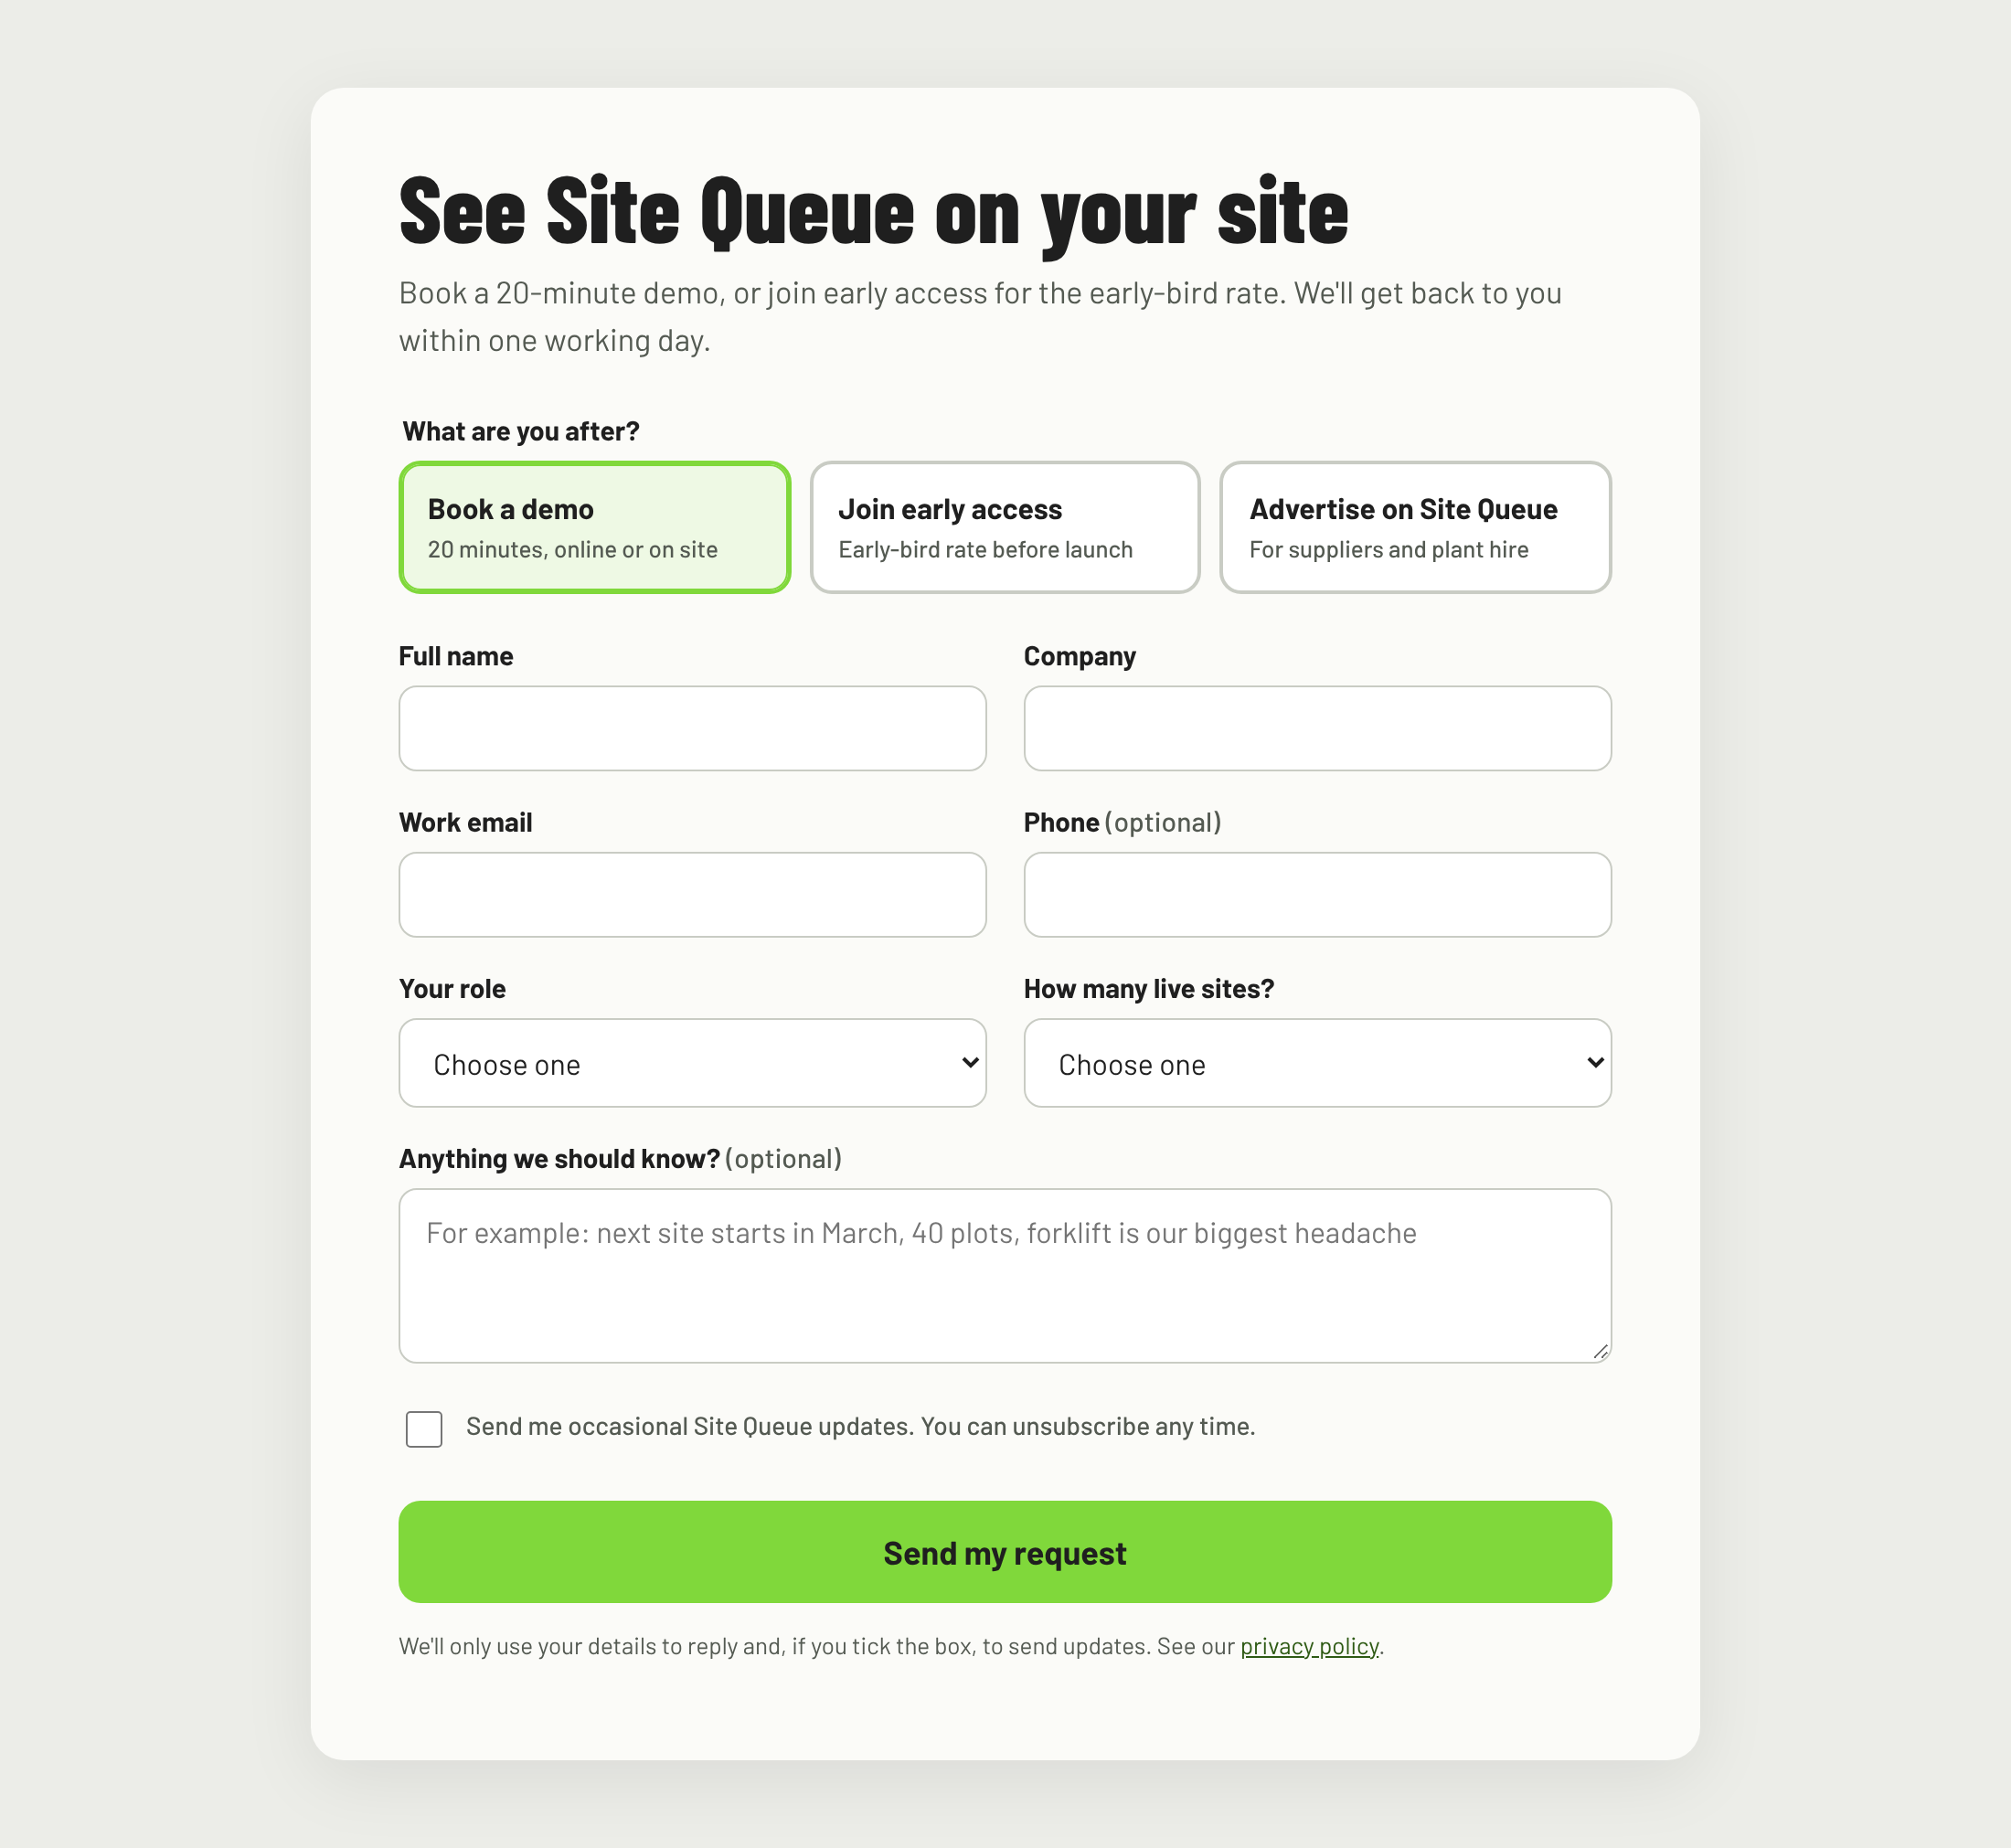 See Site Queue on your site
Book a 20-minute demo, or join early access for the early-bird rate. We'll get back to you
within one working day.
What are you after?
Book a demo
20 minutes, online or on site
Join early access
Early-bird rate before launch
Advertise on Site Queue
For suppliers and plant hire
Full name
Company
Work email
Phone (optional)
Your role
How many live sites?
Choose one
Choose one
Anything we should know? (optional)
For example: next site starts in March, 40 plots, forklift is our biggest headache
Send me occasional Site Queue updates. You can unsubscribe any time.
Send my request
We'll only use your details to reply and, if you tick the box, to send updates. See our privacy policy.